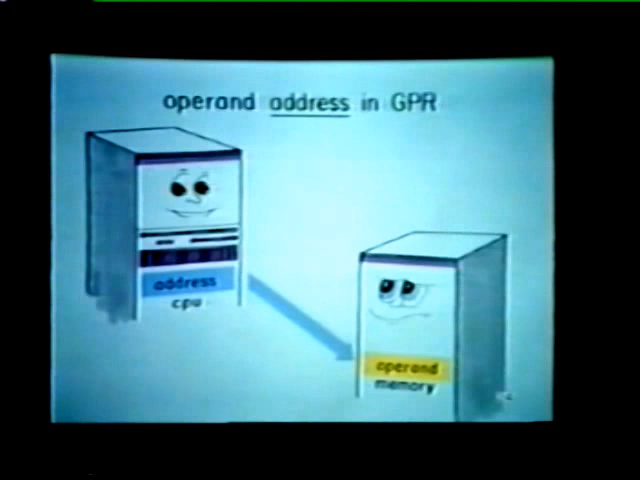 operand address in GPR
address
cpu
operand
memory